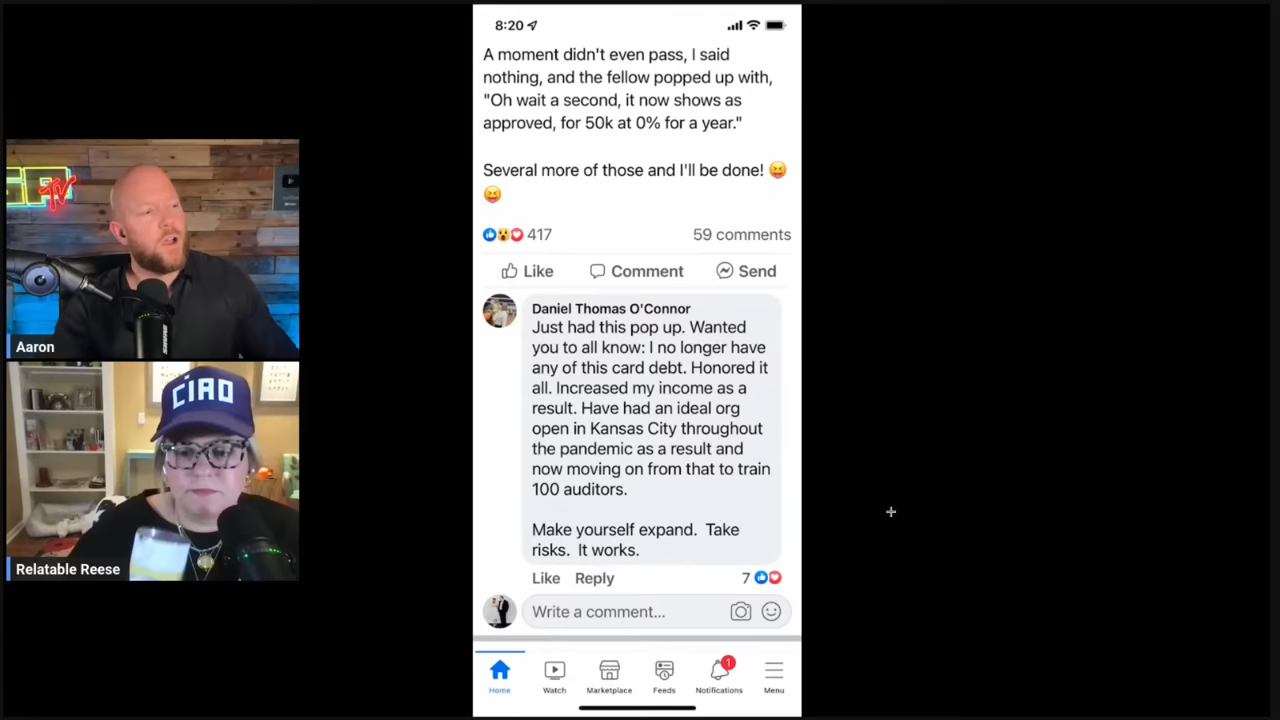 8:20
A moment didn't even pass, I said
nothing, and the fellow popped up with,
"Oh wait a second, it now shows as
approved, for 50k at 0% for a year."
Several more of those and I'll be done! 😝
😝
417
59 comments
Like
Comment
Send
Daniel Thomas O'Connor
Just had this pop up. Wanted
you to all know: I no longer have
any of this card debt. Honored it
all. Increased my income as a
result. Have had an ideal org
open in Kansas City throughout
the pandemic as a result and
now moving on from that to train
100 auditors.
Make yourself expand.  Take
risks.  It works.
Like
Reply
7
Write a comment...
Home
Watch
Marketplace
Feeds
1
Notifications
Menu
TV
Aaron
CIAO
Relatable Reese